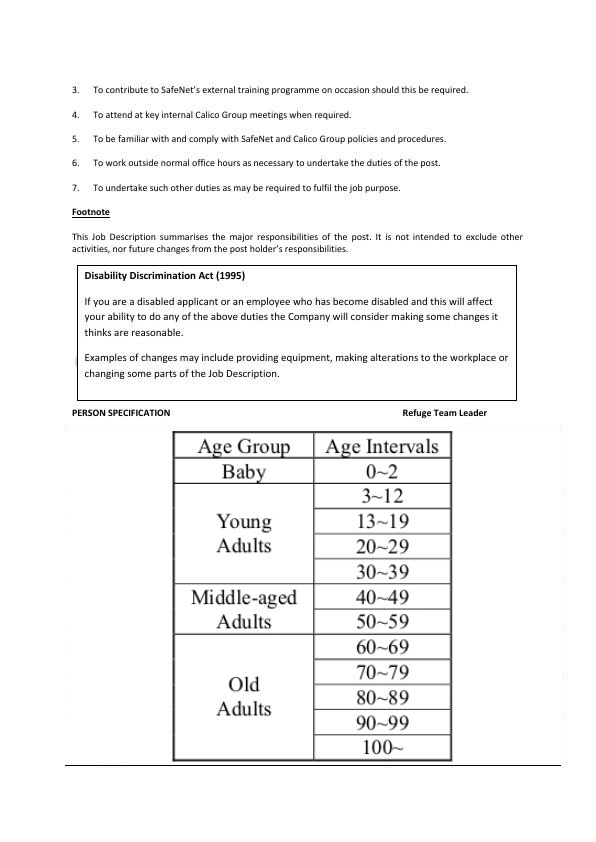 3. To contribute to SafeNet's external training programme on occasion should this be required.
4. To attend at key internal Calico Group meetings when required.
5. To be familiar with and comply with SafeNet and Calico Group policies and procedures.
6. To work outside normal office hours as necessary to undertake the duties of the post.
7. To undertake such other duties as may be required to fulfil the job purpose.
Footnote
This Job Description summarises the major responsibilities of the post. It is not intended to exclude other
activities, nor future changes from the post holder's responsibilities.
Disability Discrimination Act (1995)
If you are a disabled applicant or an employee who has become disabled and this will affect
your ability to do any of the above duties the Company will consider making some changes it
thinks are reasonable.
Examples of changes may include providing equipment, making alterations to the workplace or
changing some parts of the Job Description.
PERSON SPECIFICATION Refuge Team Leader
Age Group Age Intervals
Baby 0~2
Young Adults 3~12
13~19
20~29
30~39
Middle-aged Adults 40~49
50~59
Old Adults 60~69
70~79
80~89
90~99
100~